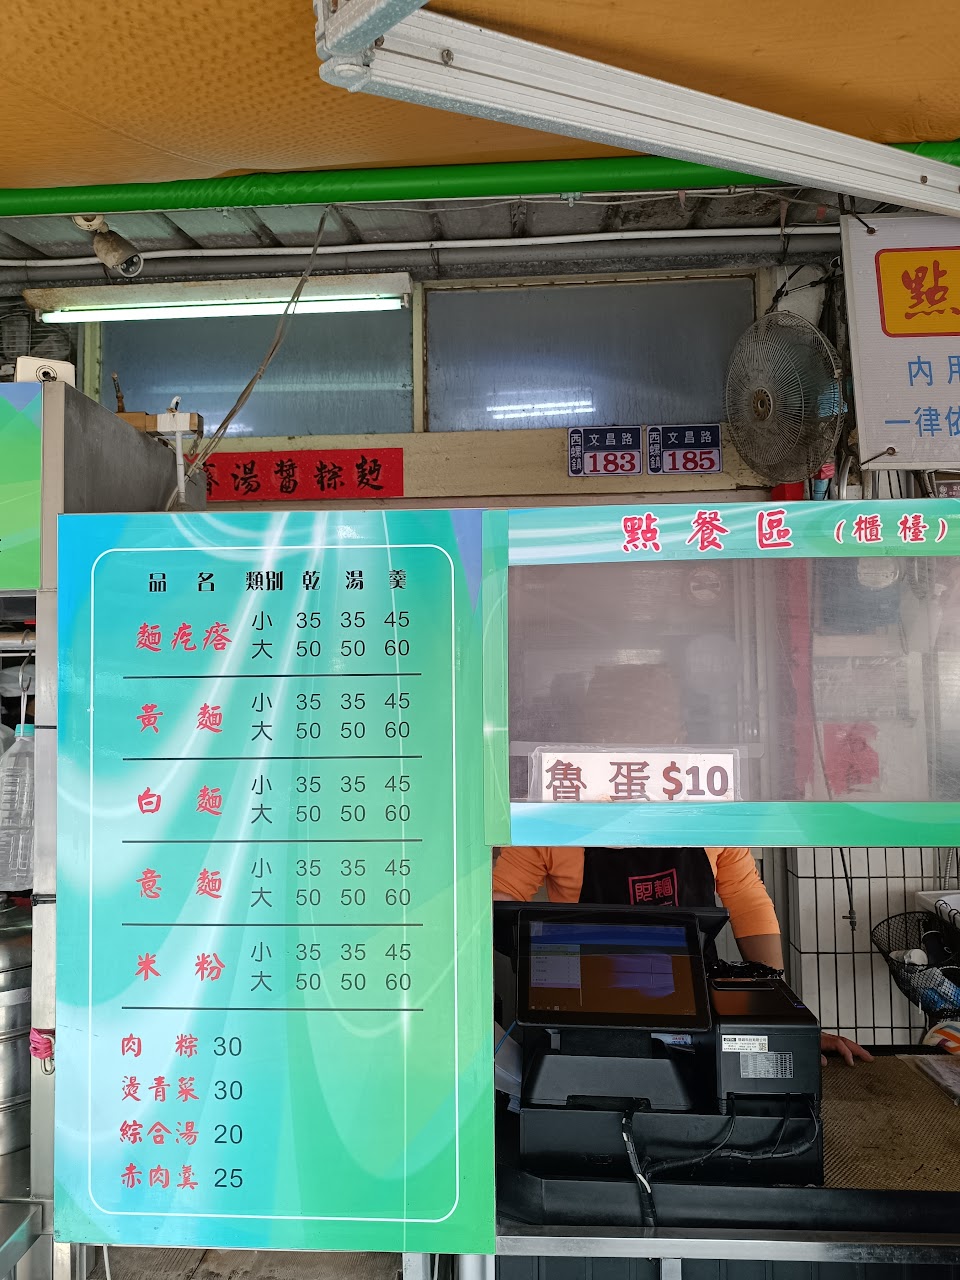 點
內用
一律依
湯醬粽麵
西螺鎮
文昌路
183
西螺鎮
文昌路
185
點餐區（櫃檯）
品名 類別 乾 湯 羹
麵疙瘩 小 35 35 45
大 50 50 60
黃麵 小 35 35 45
大 50 50 60
白麵 小 35 35 45
大 50 50 60
意麵 小 35 35 45
大 50 50 60
米粉 小 35 35 45
大 50 50 60
肉粽 30
燙青菜 30
綜合湯 20
赤肉羹 25
魯蛋$10
阿麵